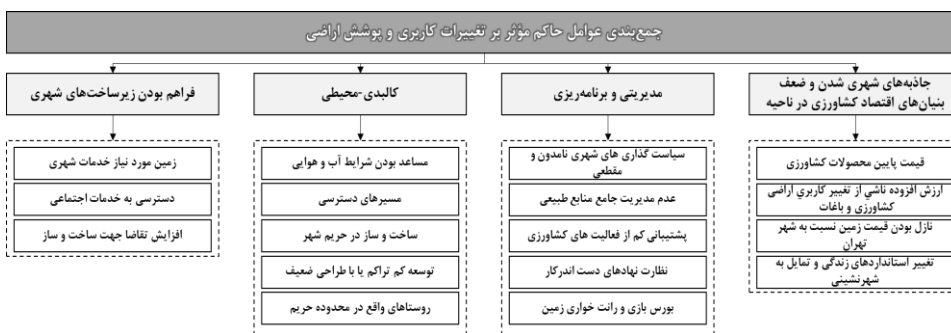 جمع‌بندی عوامل حاکم مؤثر بر تغییرات کاربری و پوشش اراضی
جاذبه‌های شهری شدن و ضعف
بنیان‌های اقتصاد کشاورزی در ناحیه
قیمت پایین محصولات کشاورزی
ارزش افزوده ناشي از تغيير كاربري اراضی
کشاورزی و باغات
نازل بودن قیمت زمین نسبت به شهر
تهران
تغییر استانداردهای زندگی و تمایل به
شهرنشینی
مدیریتی و برنامه‌ریزی
سیاست گذاری های شهری نامدون و
مقطعی
عدم مدیریت جامع منابع طبیعی
پشتیبانی کم از فعالیت های کشاورزی
نظارت نهادهای دست اندرکار
بورس بازی و رانت خواری زمین
کالبدی-محیطی
مساعد بودن شرایط آب و هوایی
مسیرهای دسترسی
ساخت و ساز در حریم شهر
توسعه کم تراکم یا با طراحی ضعیف
روستاهای واقع در محدوده حریم
فراهم بودن زیرساخت‌های شهری
زمین مورد نیاز خدمات شهری
دسترسی به خدمات اجتماعی
افزایش تقاضا جهت ساخت و ساز